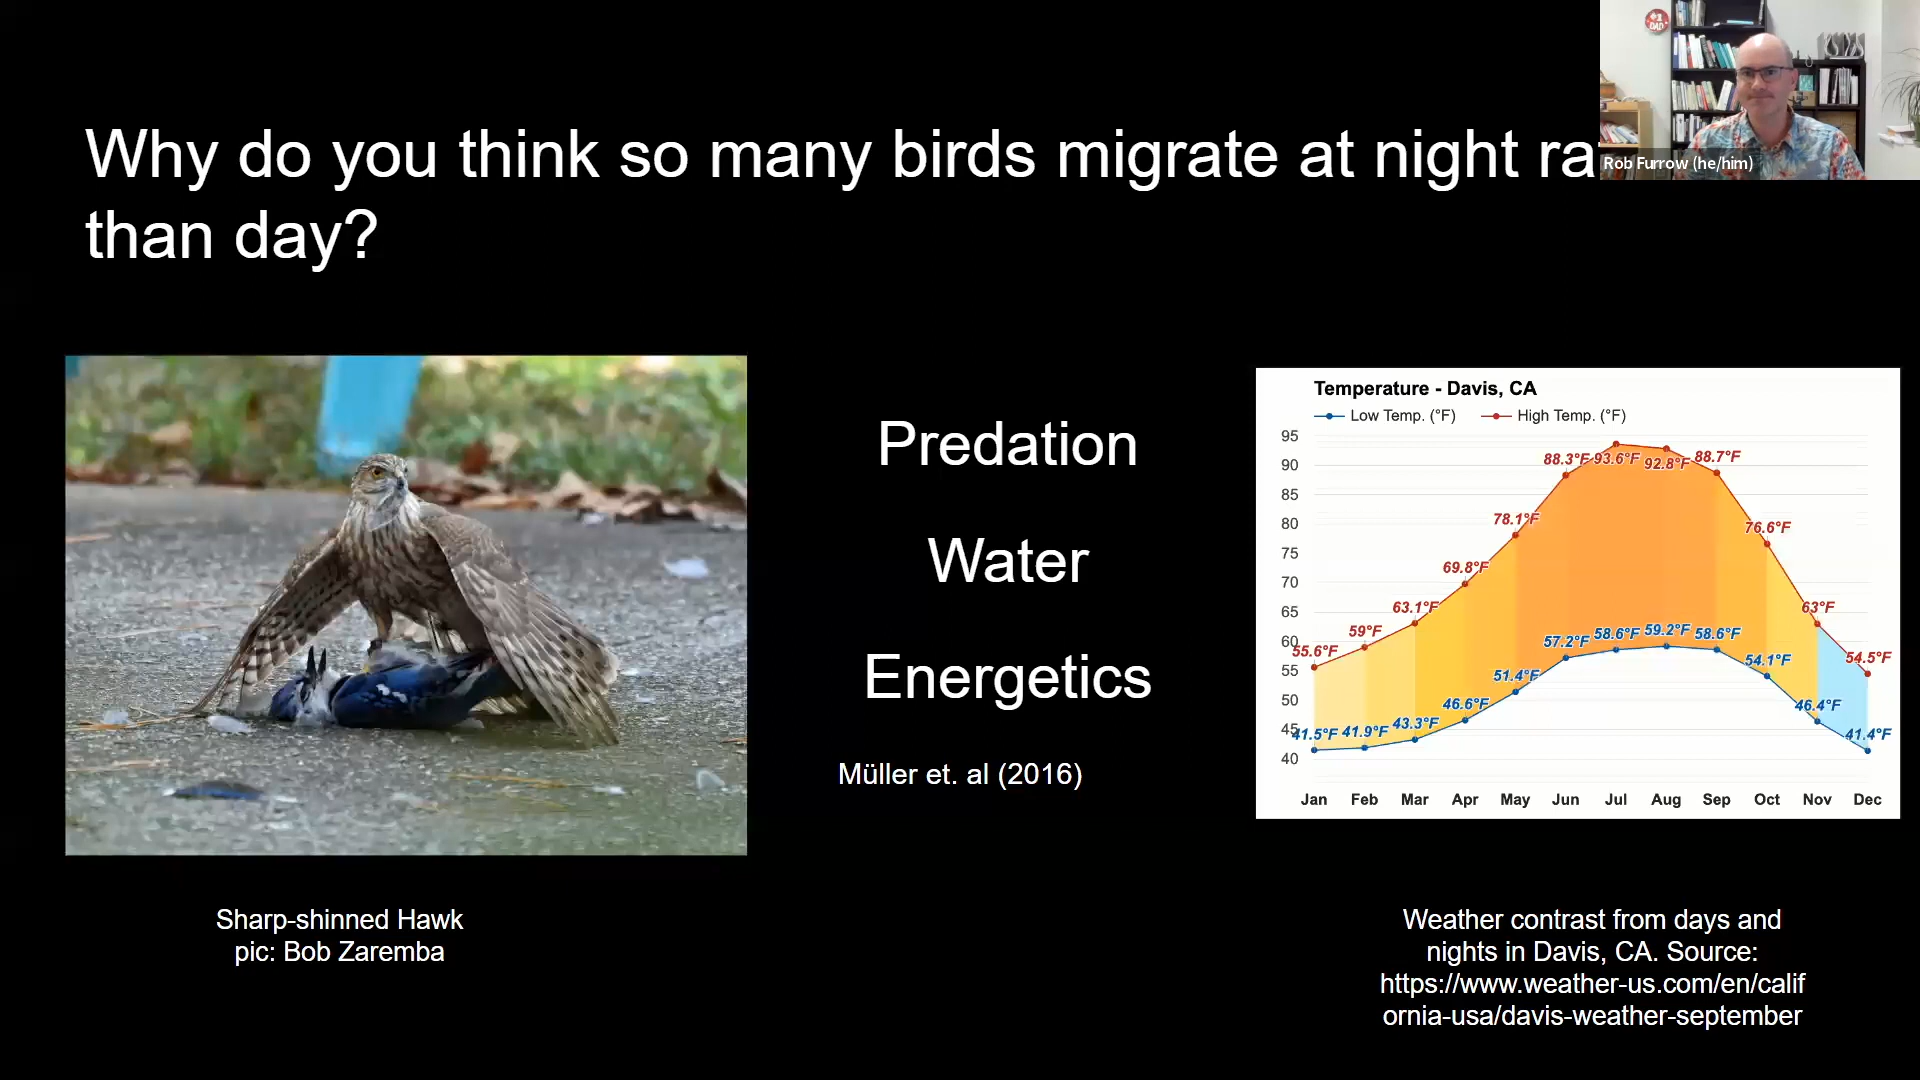 Why do you think so many birds migrate at night ra
than day?
#1
DAD
Rob Furrow (he/him)
Predation
Water
Energetics
Müller et. al (2016)
Sharp-shinned Hawk
pic: Bob Zaremba
Temperature - Davis, CA
Low Temp. (°F) High Temp. (°F)
95
90
85
80
75
70
65
60
55
50
45
40
55.6°F 59°F 63.1°F 69.8°F 78.1°F 88.3°F 93.6°F 92.8°F 88.7°F 76.6°F 63°F 54.5°F
41.5°F 41.9°F 43.3°F 46.6°F 51.4°F 57.2°F 58.6°F 59.2°F 58.6°F 54.1°F 46.4°F 41.4°F
Jan Feb Mar Apr May Jun Jul Aug Sep Oct Nov Dec
Weather contrast from days and
nights in Davis, CA. Source:
https://www.weather-us.com/en/calif
ornia-usa/davis-weather-september